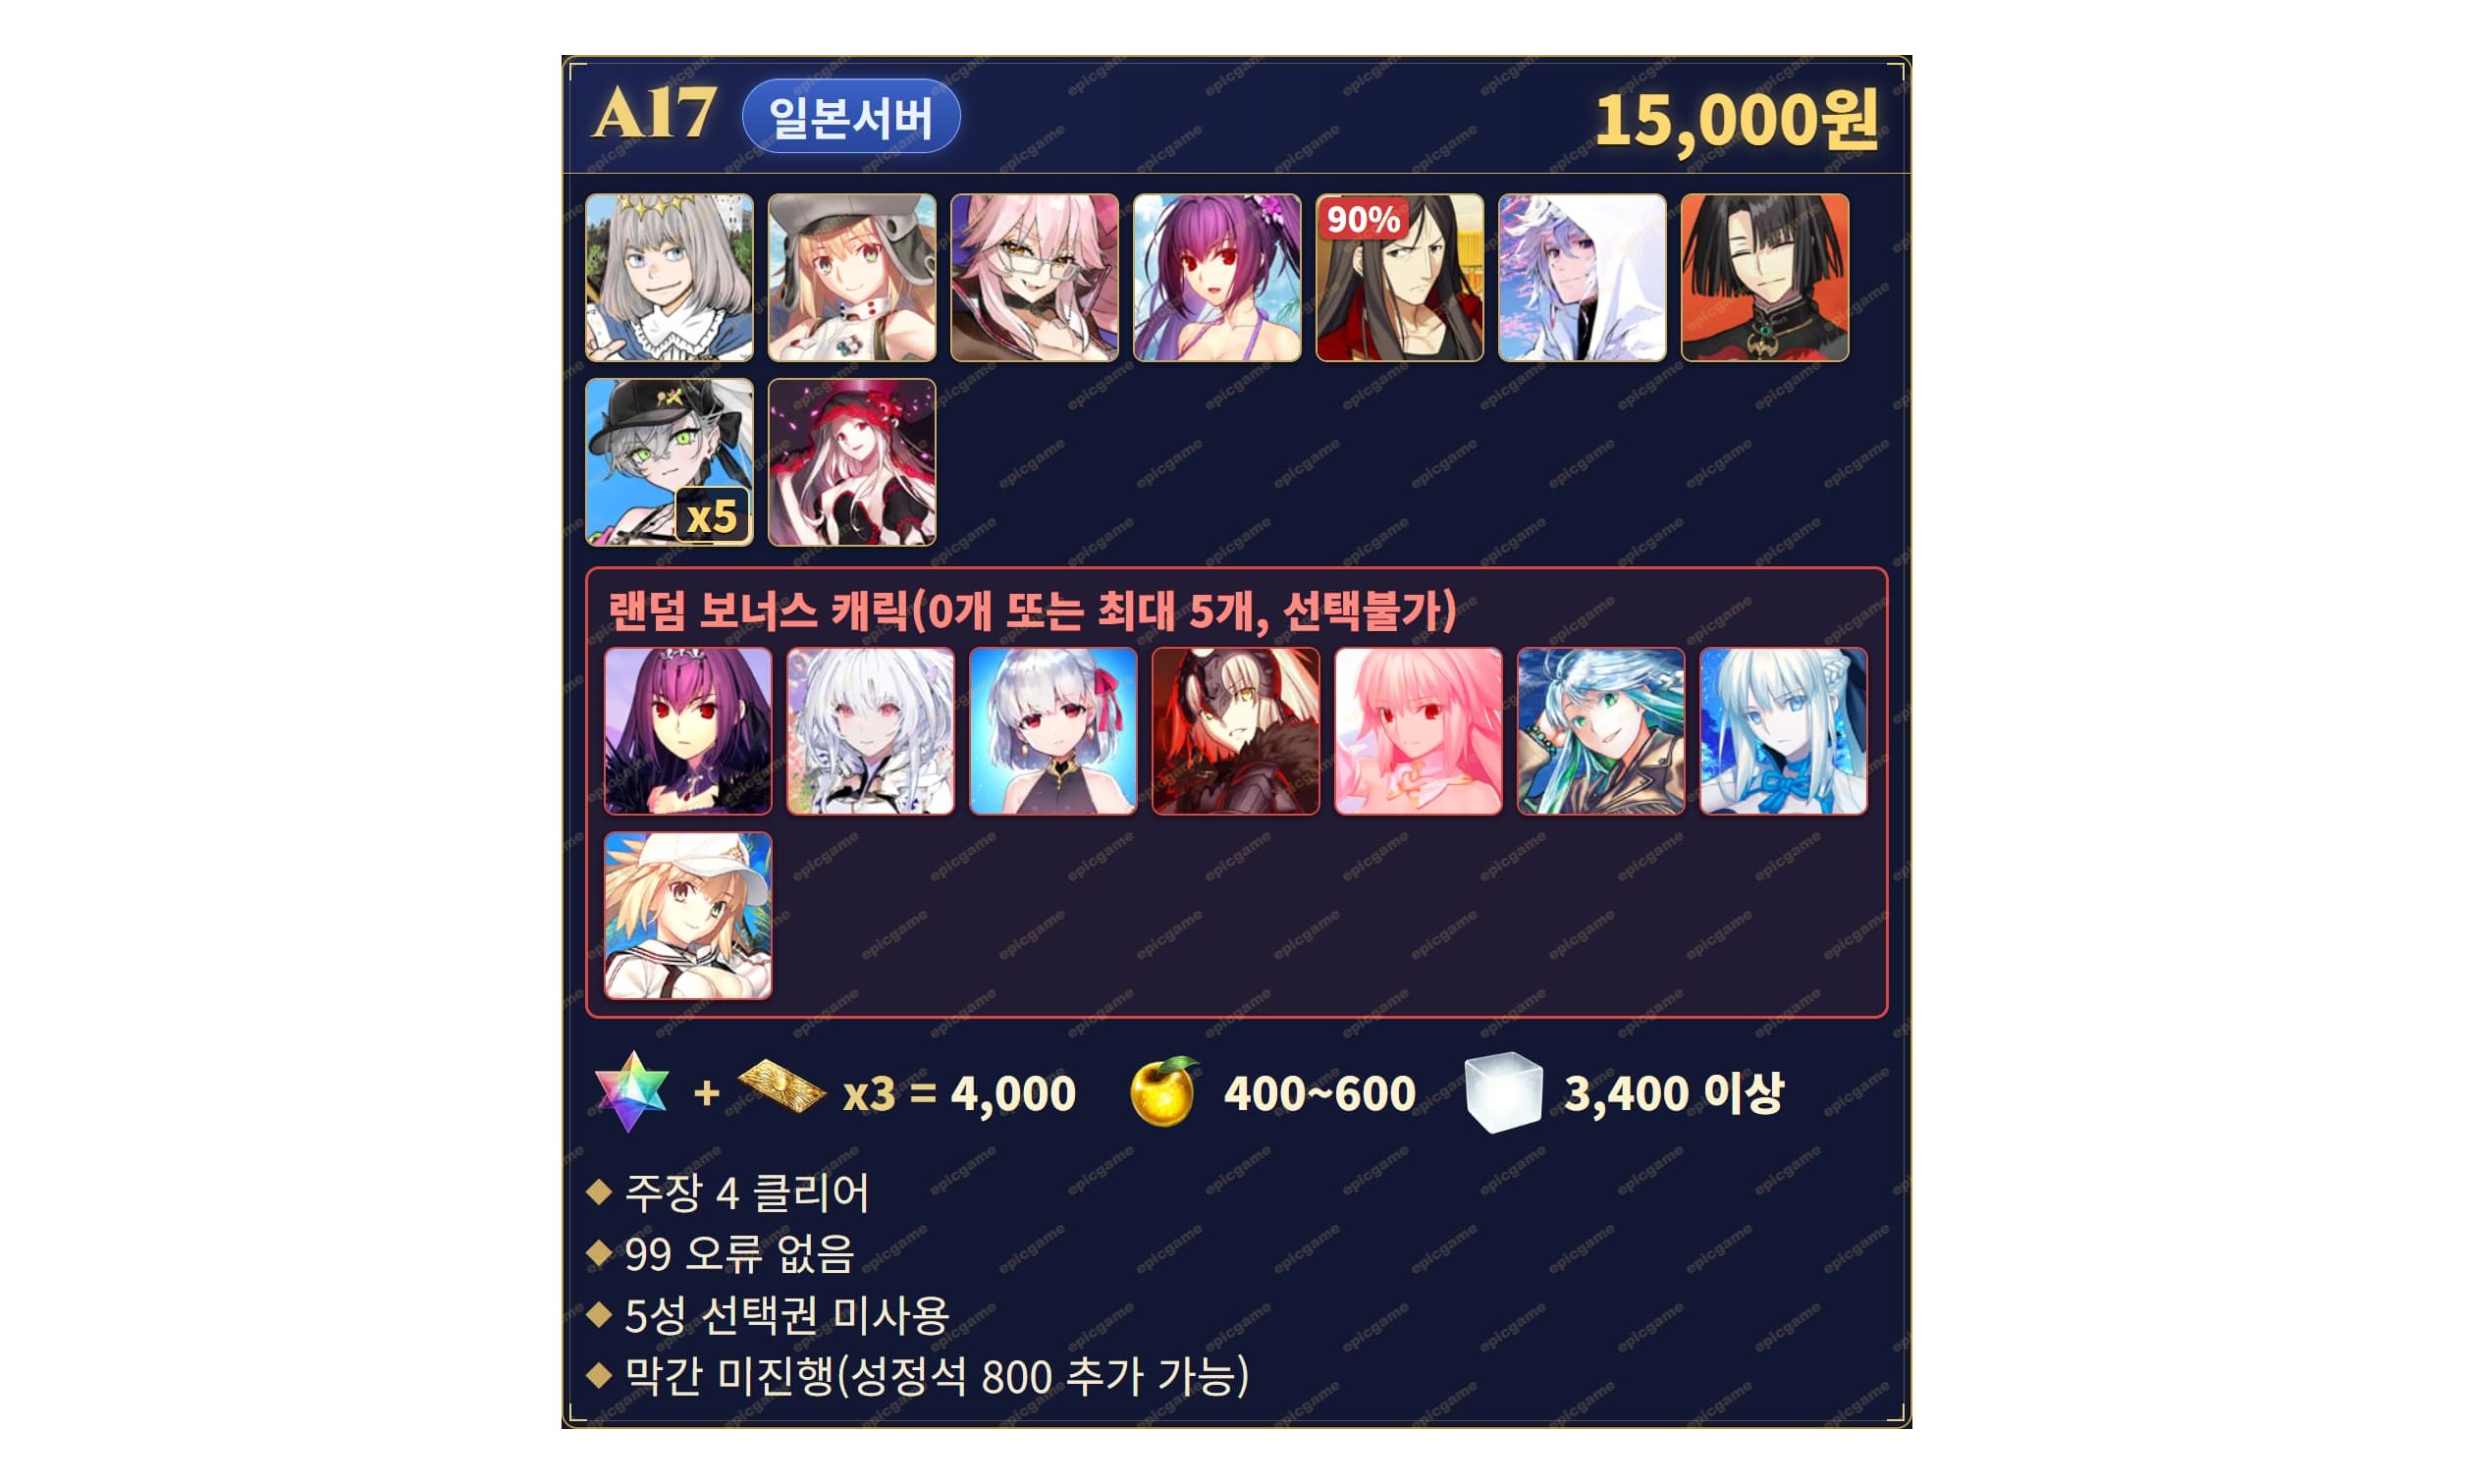 A17 일본서버 15,000원
90%
x5
랜덤 보너스 캐릭(0개 또는 최대 5개, 선택불가)
+ x3 = 4,000 400~600 3,400 이상
주장 4 클리어
99 오류 없음
5성 선택권 미사용
막간 미진행(성정석 800 추가 가능)
epicgame